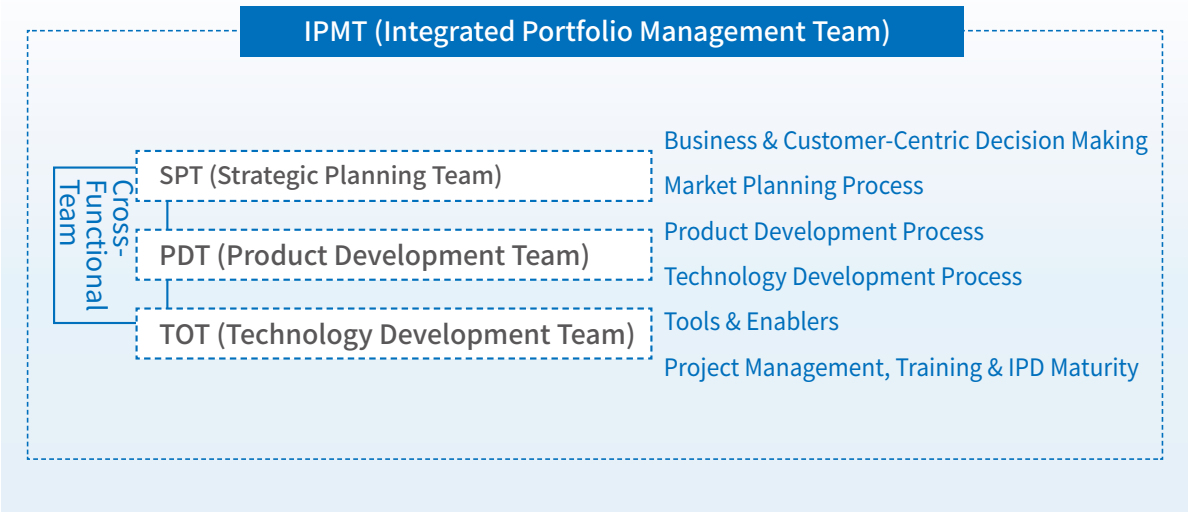 IPMT (Integrated Portfolio Management Team)
Cross-
Functional
Team
SPT (Strategic Planning Team)
PDT (Product Development Team)
TOT (Technology Development Team)
Business & Customer-Centric Decision Making
Market Planning Process
Product Development Process
Technology Development Process
Tools & Enablers
Project Management, Training & IPD Maturity